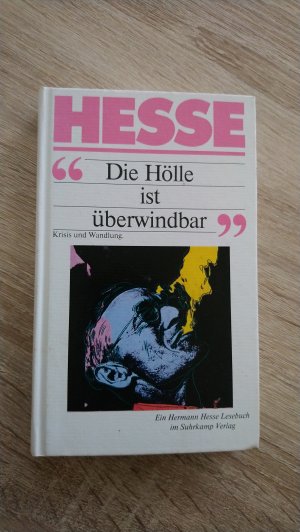 HESSE
“ Die Hölle
ist
überwindbar ”
Krisis und Wandlung.
Ein Hermann Hesse Lesebuch
im Suhrkamp Verlag